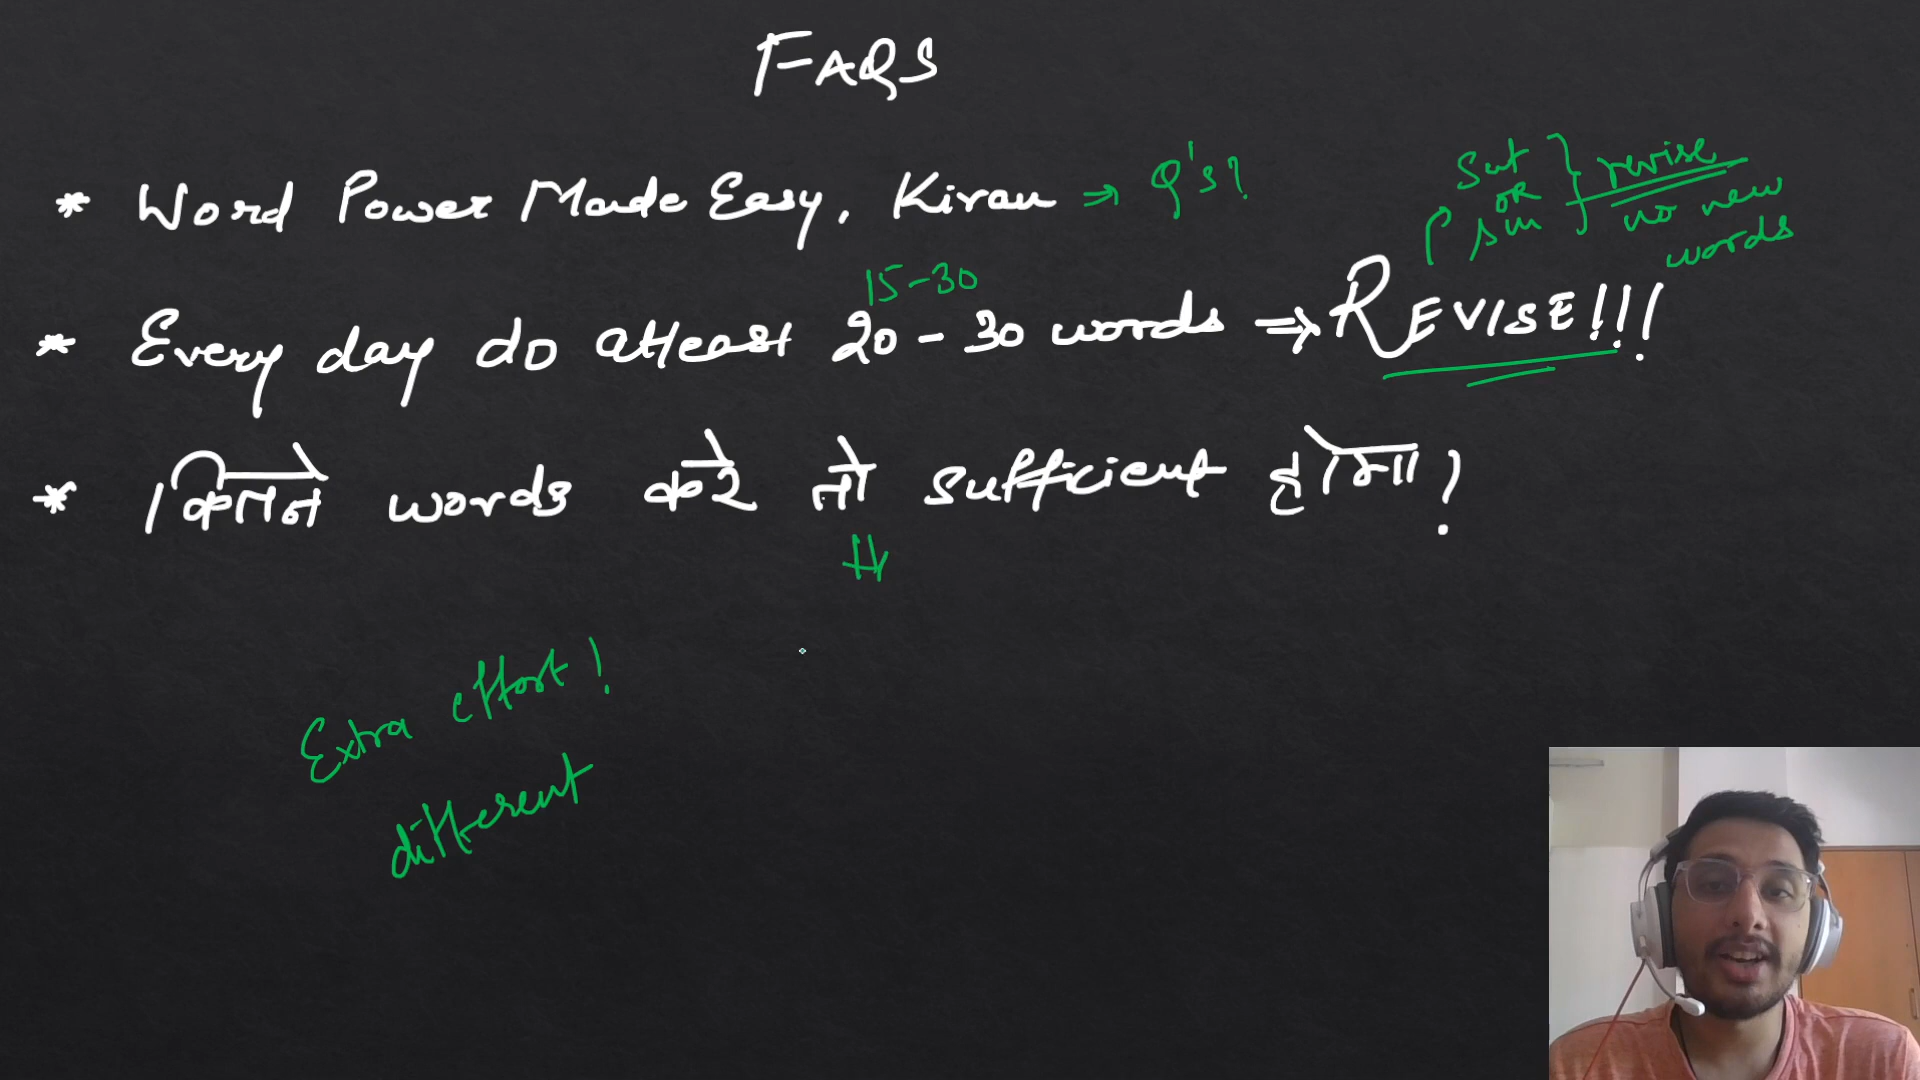 FAQS
* Word Power Made Easy, Kiran ⇒ Q's?
Sat
OR
Sun
} revise
no new
words
15-30
* Every day do atleast 20-30 words ⇒ REVISE!!!
* कितने words करे तो sufficient होगा?
Extra effort!
different